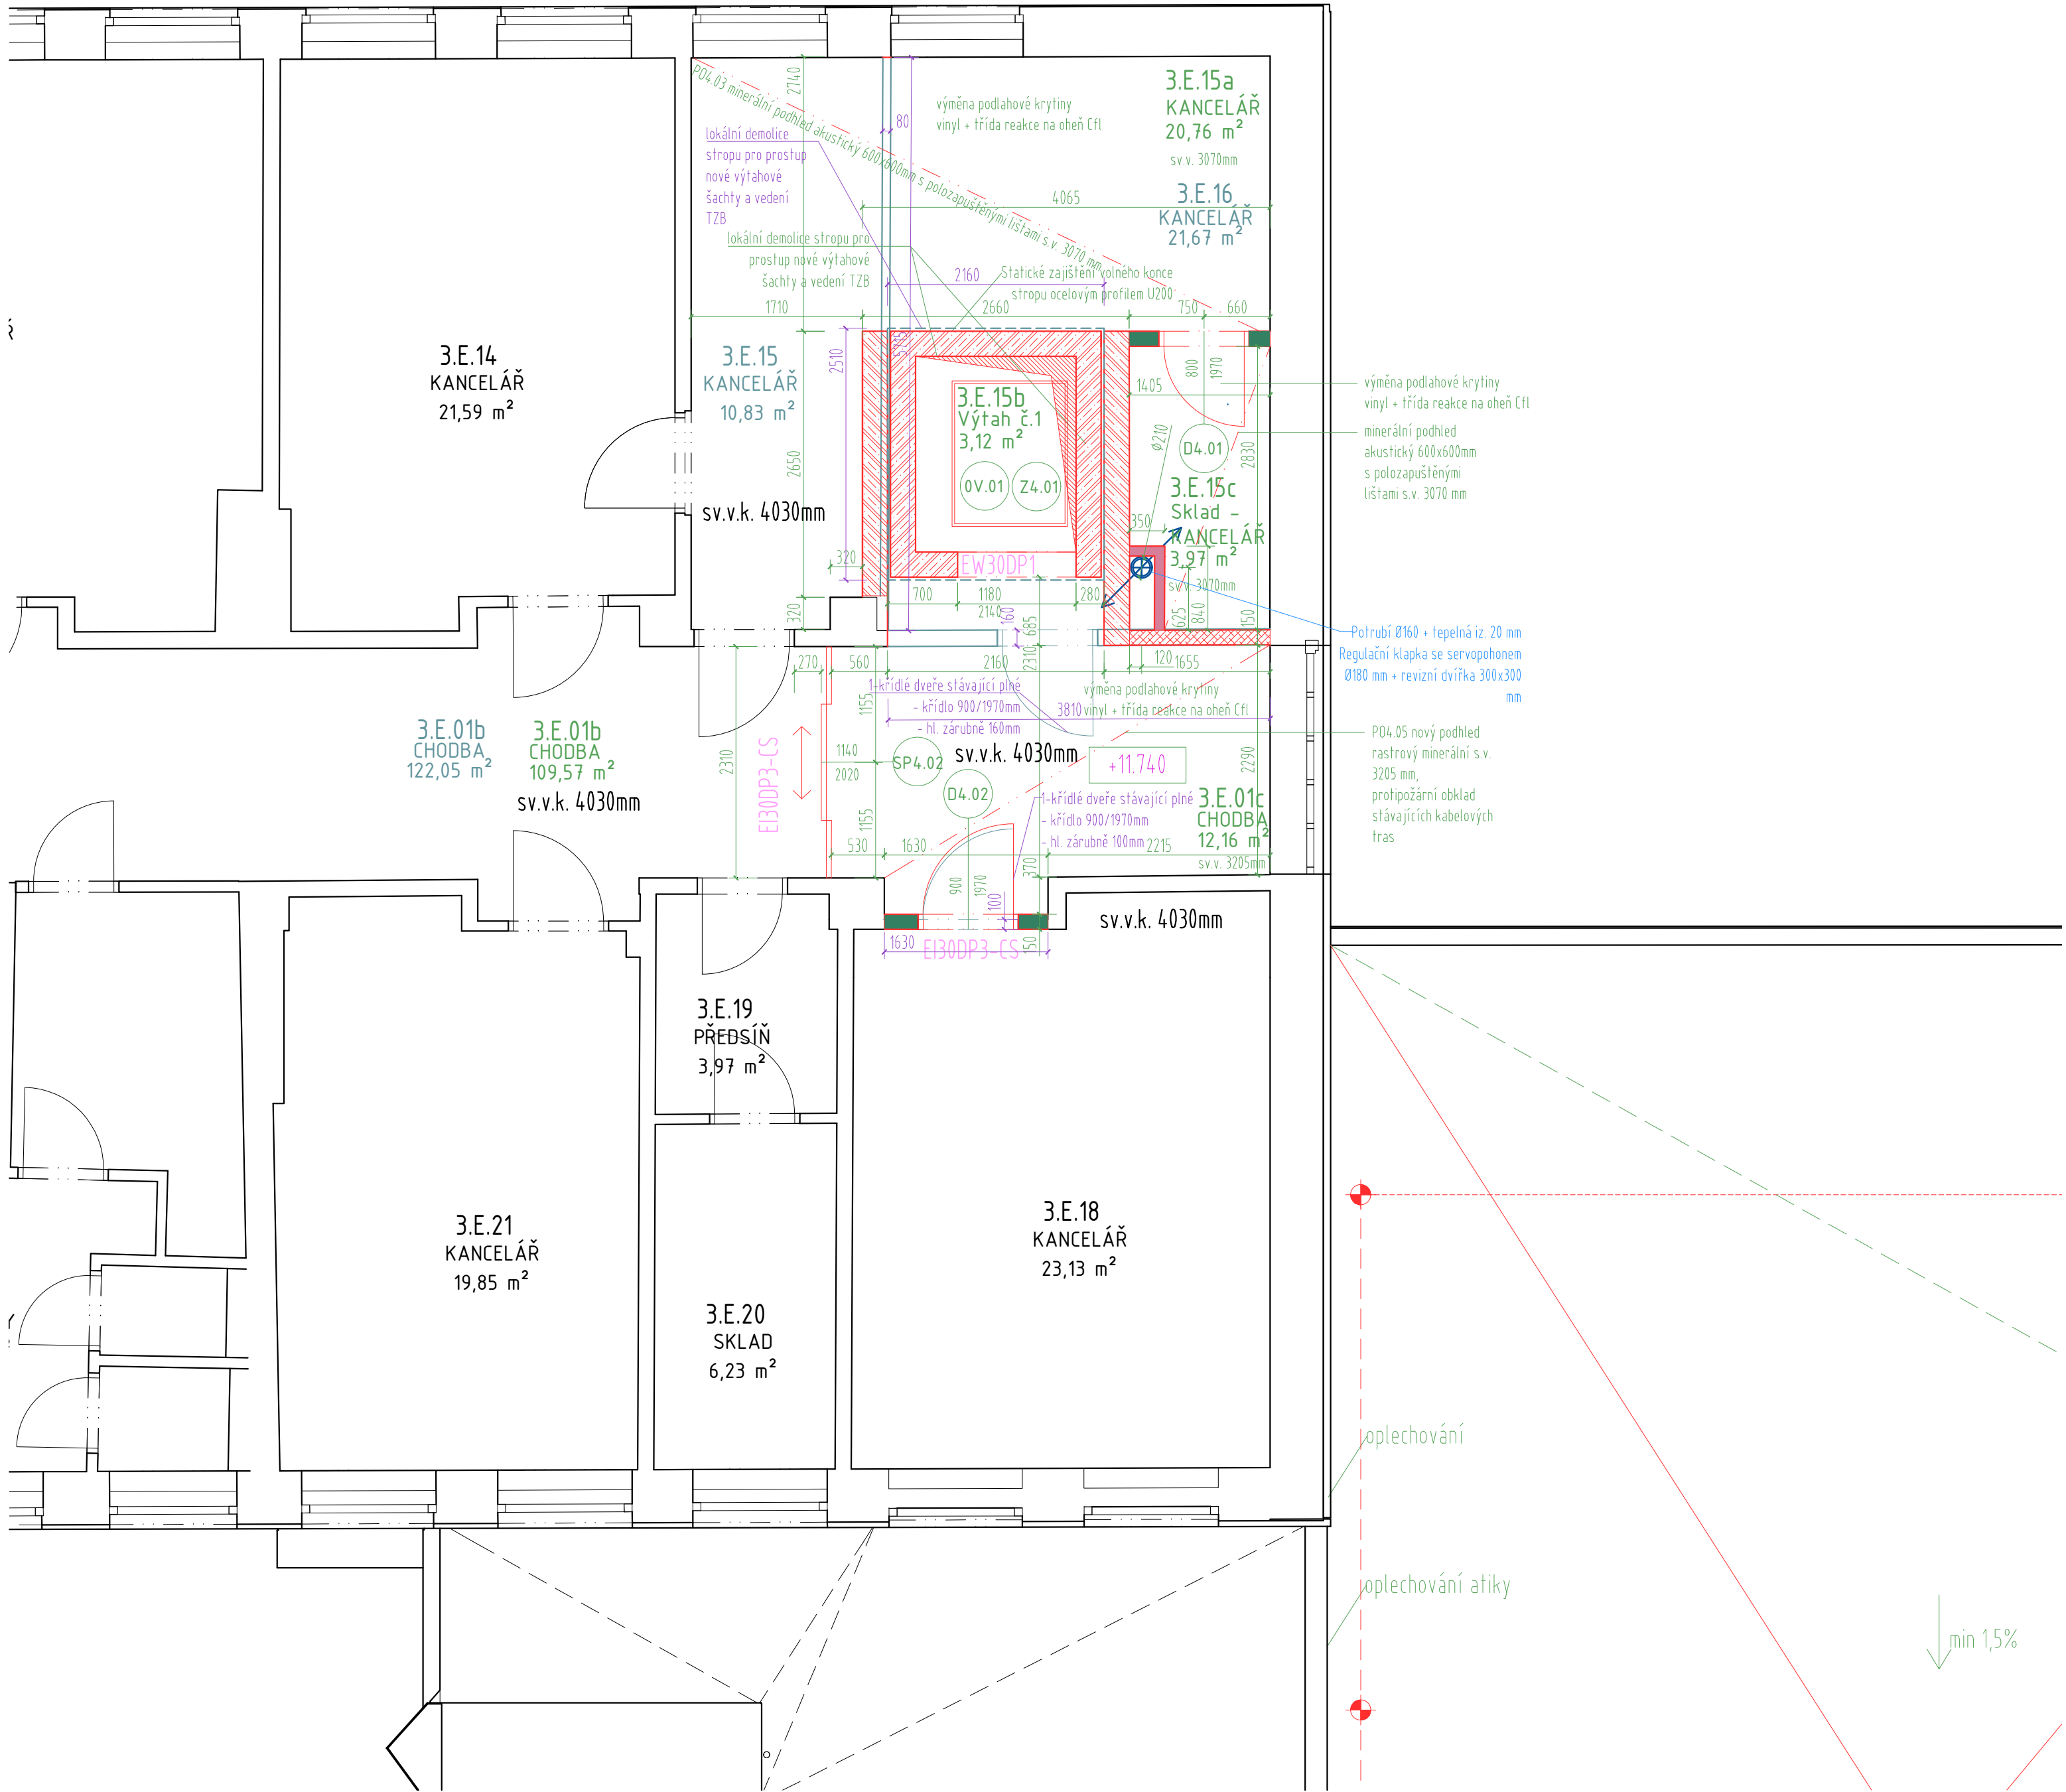 3.E.15a
KANCELÁŘ
20,76 m²
sv.v. 3070mm
3.E.16
KANCELÁŘ
21,67 m²
výměna podlahové krytiny
vinyl + třída reakce na oheň Cfl
PO4.03 minerální podhled akustický 600x600mm s polozapuštěnými lištami s.v. 3070 mm
2740
80
lokální demolice
stropu pro prostup
nové výtahové
šachty a vedení
TZB
lokální demolice stropu pro
prostup nové výtahové
šachty a vedení TZB
4065
2160
Statické zajištění volného konce
stropu ocelovým profilem U200
1710
2660
750
660
3.E.14
KANCELÁŘ
21,59 m²
3.E.15
KANCELÁŘ
10,83 m²
sv.v.k. 4030mm
2510
2650
320
320
3.E.15b
Výtah č.1
3,12 m²
OV.01
Z4.01
EW30DP1
700
1180
280
2140
160
685
2310
800
1970
1405
D4.01
Ø210
2830
3.E.15c
Sklad -
KANCELÁŘ
3,97 m²
sv.v. 3070mm
350
625
840
150
výměna podlahové krytiny
vinyl + třída reakce na oheň Cfl
minerální podhled
akustický 600x600mm
s polozapuštěnými
lištami s.v. 3070 mm
Potrubí Ø160 + tepelná iz. 20 mm
Regulační klapka se servopohonem
Ø180 mm + revizní dvířka 300x300
mm
270
560
2160
120
1655
1-křídlé dveře stávající plné
- křídlo 900/1970mm
- hl. zárubně 160mm
výměna podlahové krytiny
vinyl + třída reakce na oheň Cfl
3810
3.E.01b
CHODBA
122,05 m²
3.E.01b
CHODBA
109,57 m²
sv.v.k. 4030mm
2310
EI30DP3-CS
1155
1140
2020
1155
SP4.02
sv.v.k. 4030mm
D4.02
+11.740
2290
PO4.05 nový podhled
rastrový minerální s.v.
3205 mm,
protipožární obklad
stávajících kabelových
tras
1-křídlé dveře stávající plné
- křídlo 900/1970mm
- hl. zárubně 100mm
3.E.01c
CHODBA
12,16 m²
sv.v. 3205mm
530
1630
2215
370
900
1970
100
1630
EI30DP3-CS
150
sv.v.k. 4030mm
3.E.19
PŘEDSÍŇ
3,97 m²
3.E.21
KANCELÁŘ
19,85 m²
3.E.20
SKLAD
6,23 m²
3.E.18
KANCELÁŘ
23,13 m²
oplechování
oplechování atiky
min 1,5%